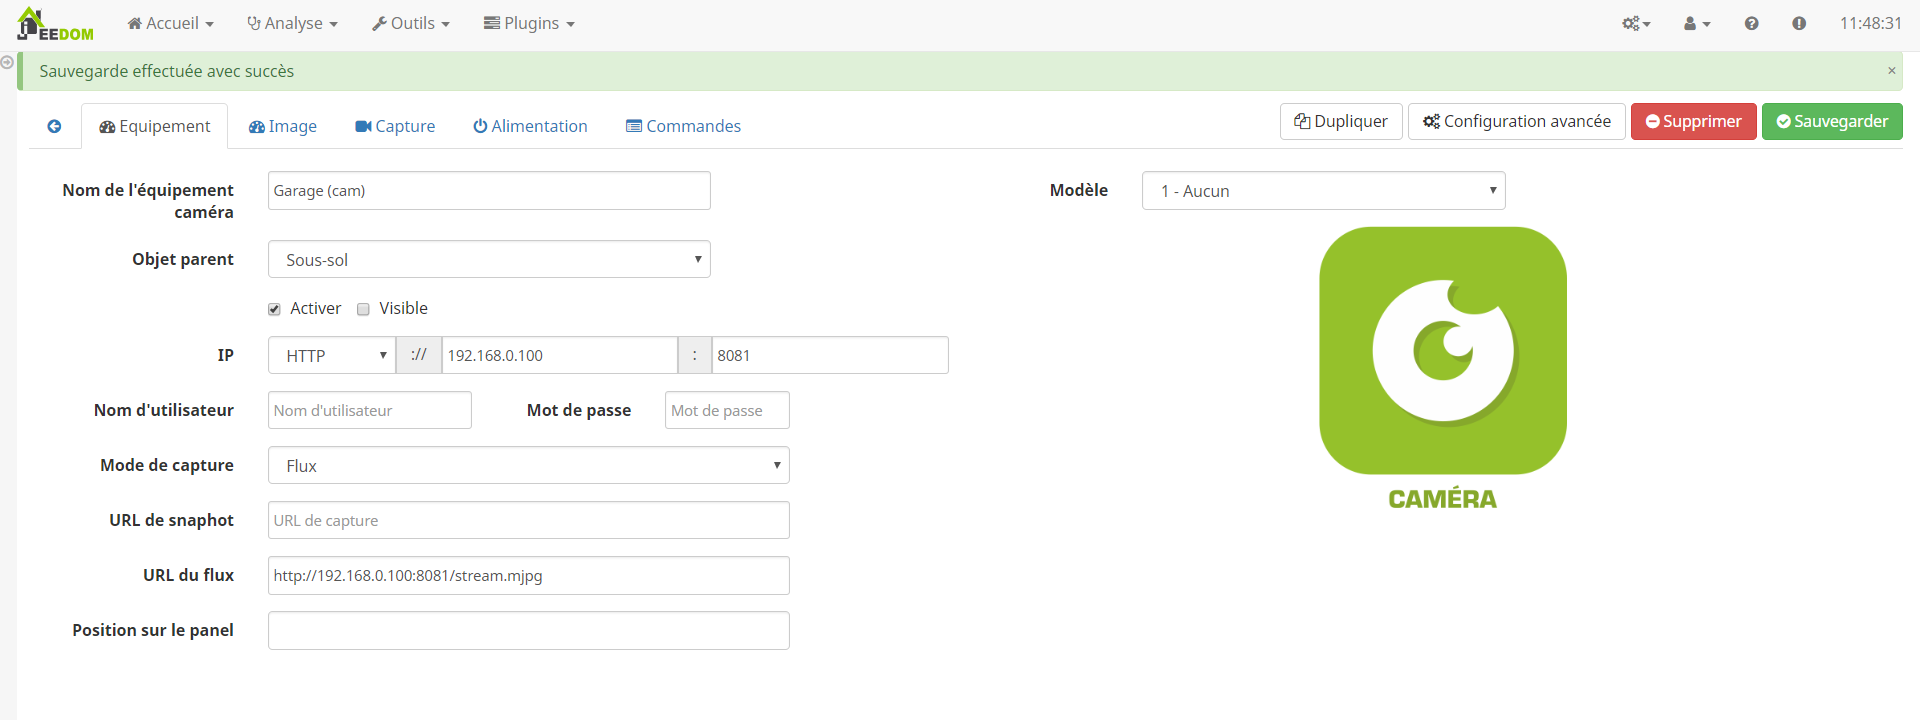 JEEDOM Accueil Analyse Outils Plugins 11:48:31
Sauvegarde effectuée avec succès ×
Equipement Image Capture Alimentation Commandes Dupliquer Configuration avancée Supprimer Sauvegarder
Nom de l'équipement caméra Garage (cam) Modèle 1 - Aucun
Objet parent Sous-sol
Activer Visible
IP HTTP :// 192.168.0.100 : 8081
Nom d'utilisateur Nom d'utilisateur Mot de passe Mot de passe
Mode de capture Flux
CAMÉRA
URL de snaphot URL de capture
URL du flux http://192.168.0.100:8081/stream.mjpg
Position sur le panel